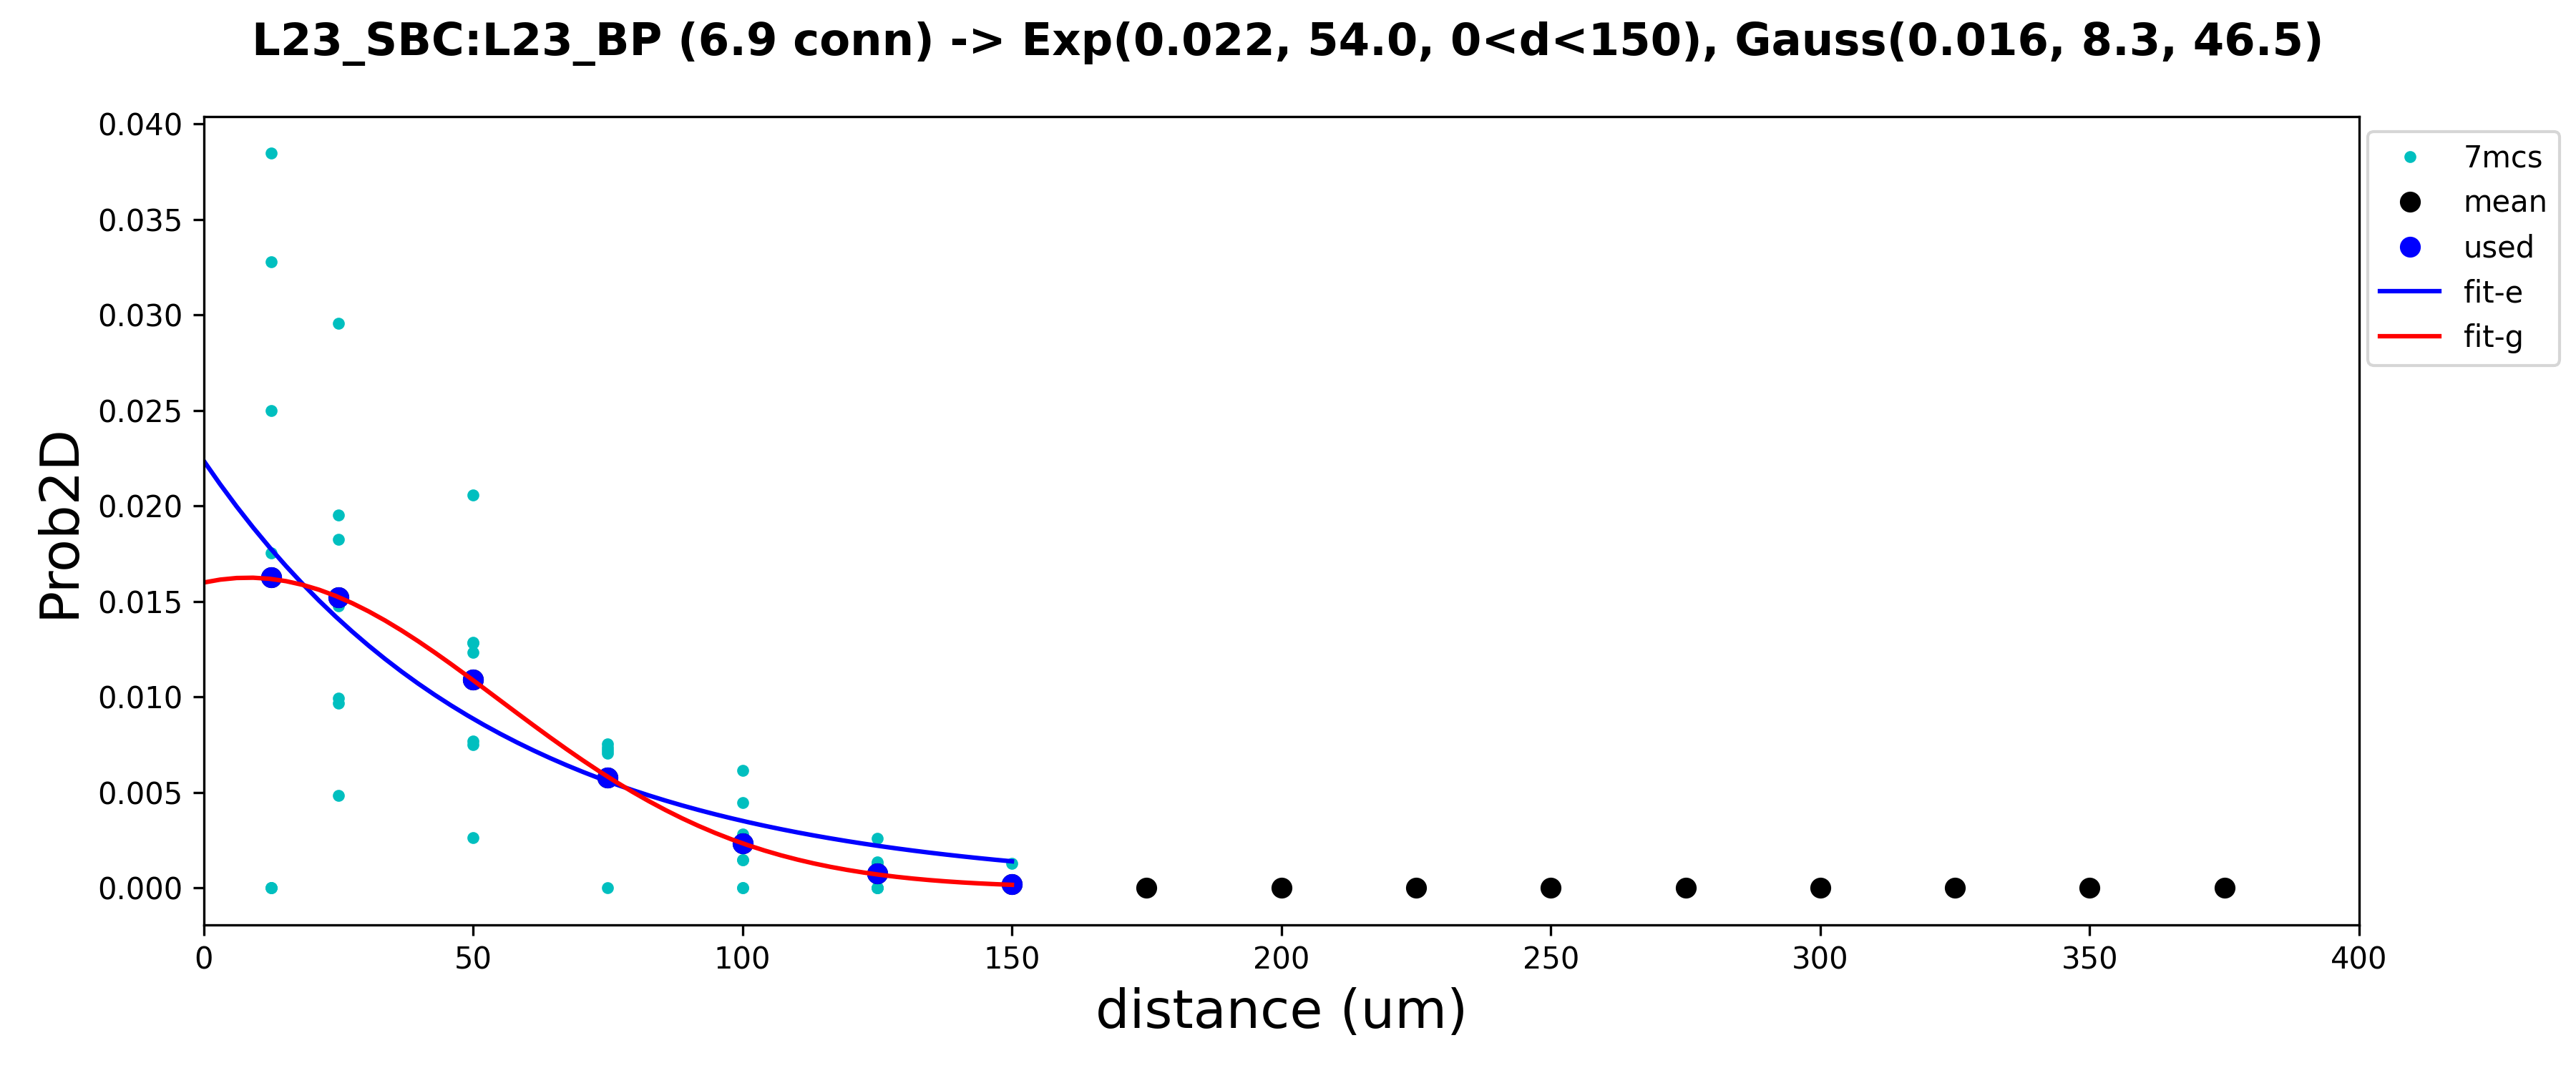 L23_SBC:L23_BP (6.9 conn) -> Exp(0.022, 54.0, 0<d<150), Gauss(0.016, 8.3, 46.5)
0.040
0.035
0.030
0.025
0.020
0.015
0.010
0.005
0.000
Prob2D
0 50 100 150 200 250 300 350 400
distance (um)
7mcs
mean
used
fit-e
fit-g